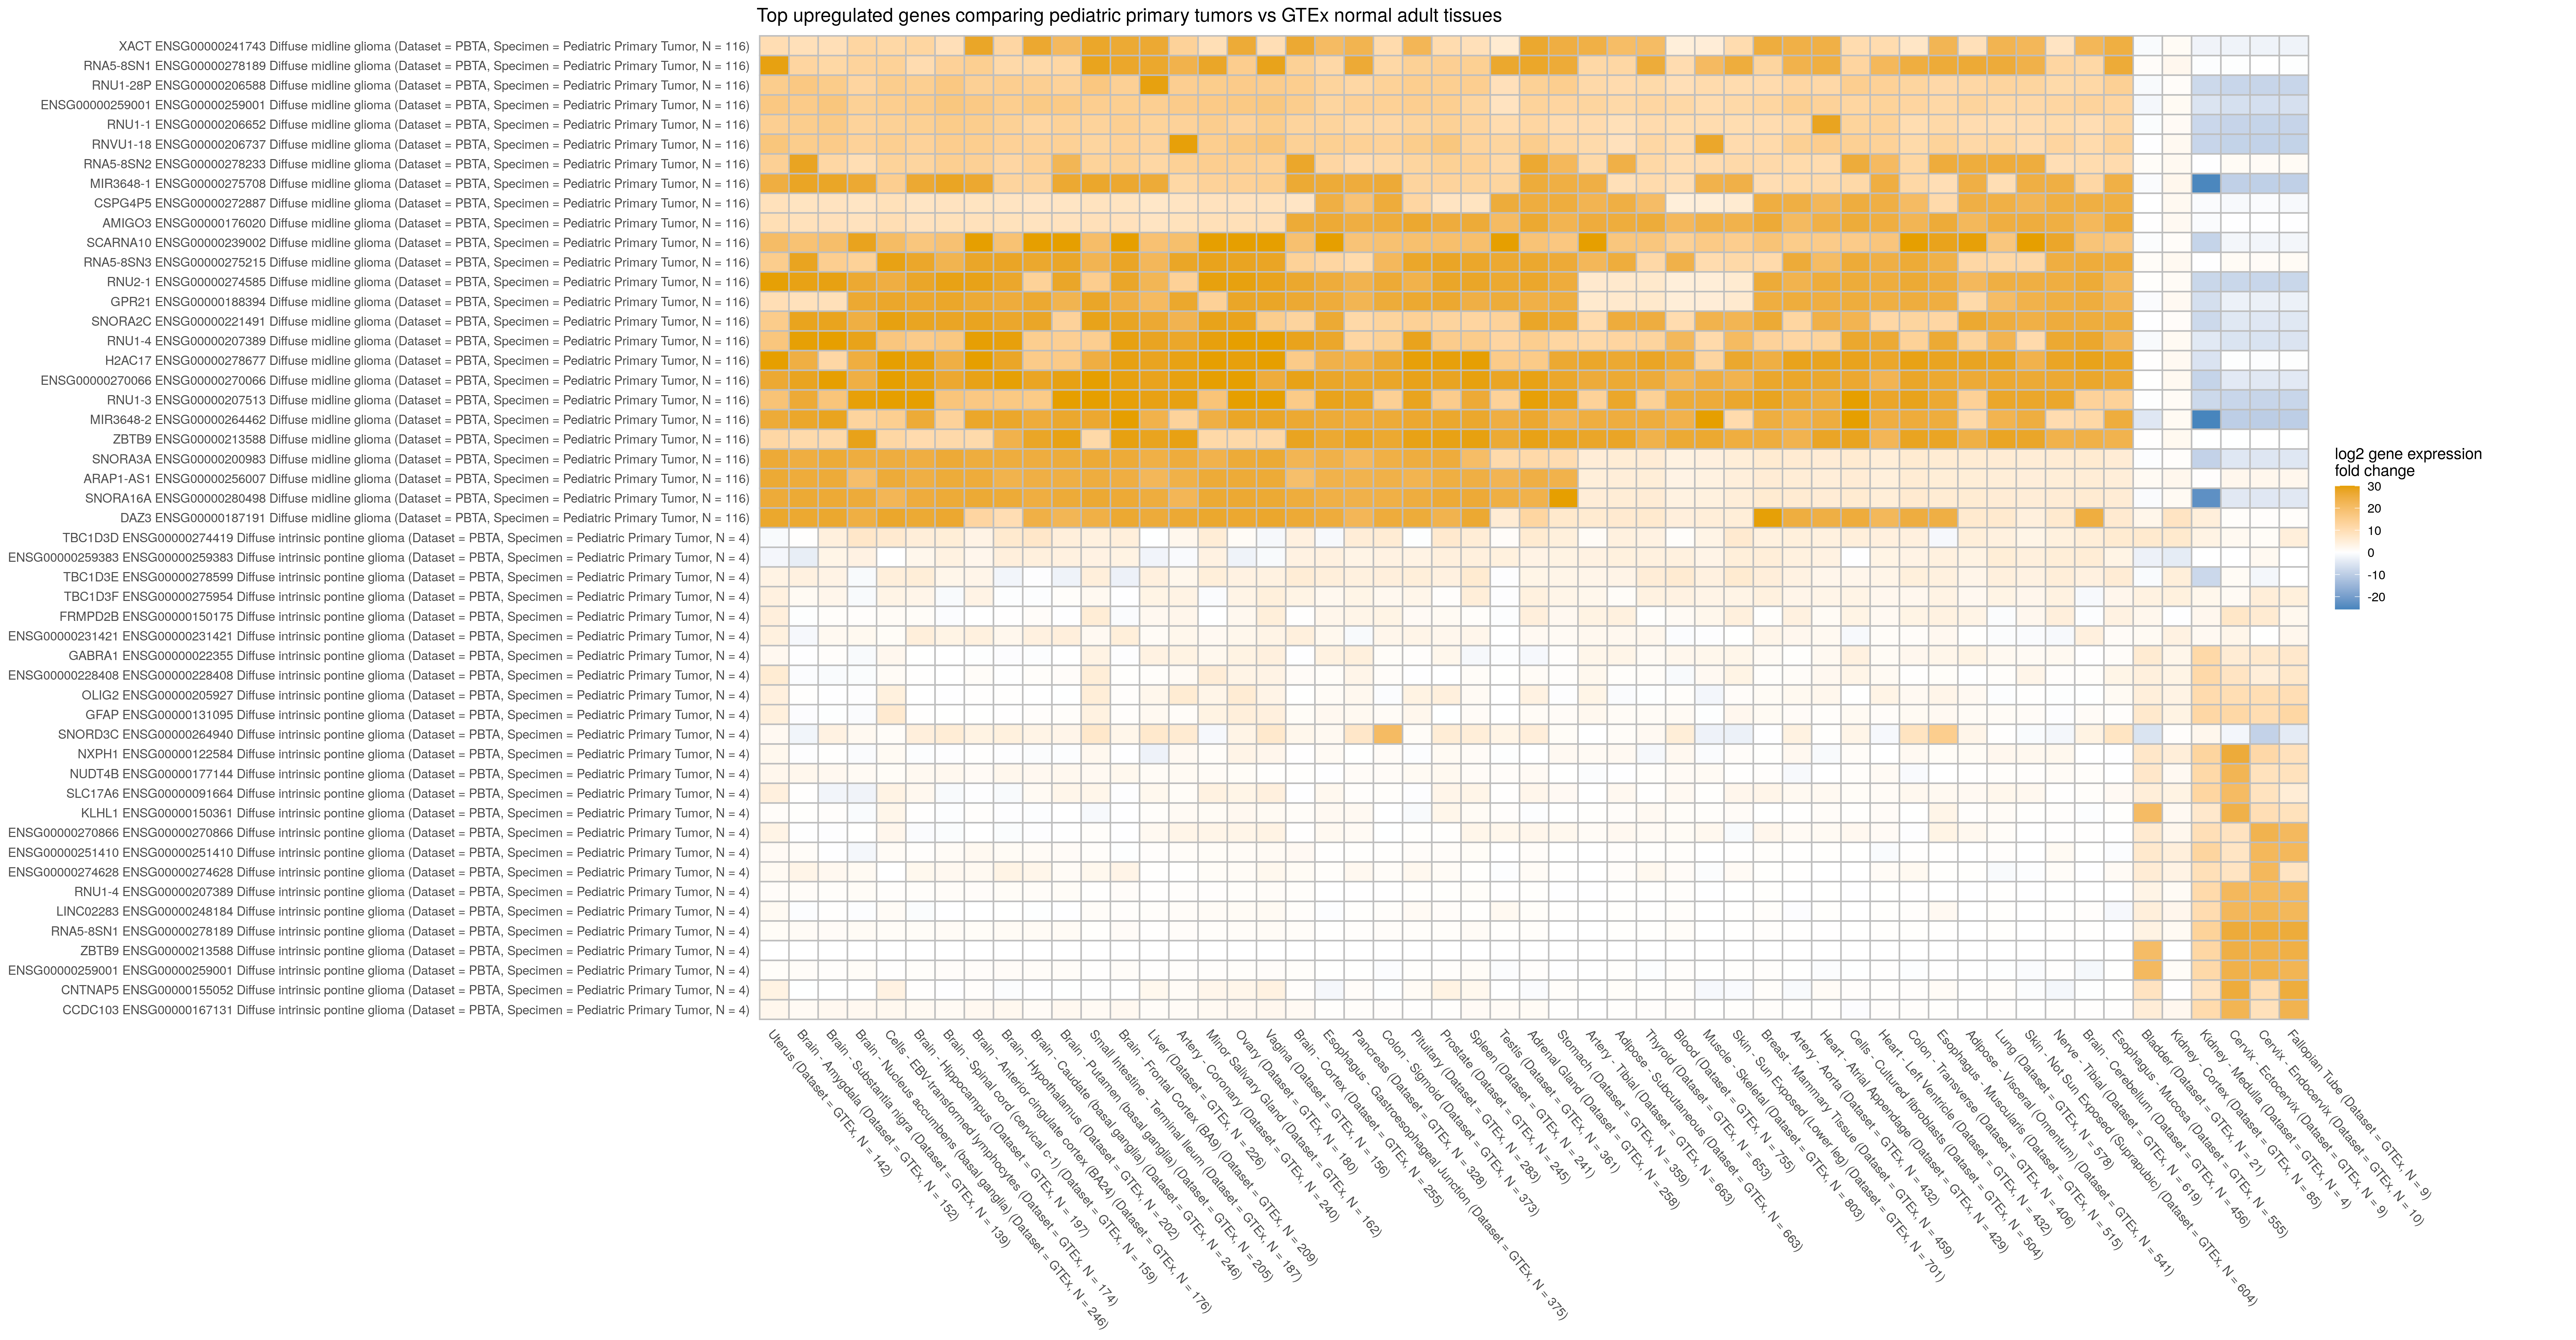 Top upregulated genes comparing pediatric primary tumors vs GTEx normal adult tissues
XACT ENSG00000241743 Diffuse midline glioma (Dataset = PBTA, Specimen = Pediatric Primary Tumor, N = 116)
RNA5-8SN1 ENSG00000278189 Diffuse midline glioma (Dataset = PBTA, Specimen = Pediatric Primary Tumor, N = 116)
RNU1-28P ENSG00000206588 Diffuse midline glioma (Dataset = PBTA, Specimen = Pediatric Primary Tumor, N = 116)
ENSG00000259001 ENSG00000259001 Diffuse midline glioma (Dataset = PBTA, Specimen = Pediatric Primary Tumor, N = 116)
RNU1-1 ENSG00000206652 Diffuse midline glioma (Dataset = PBTA, Specimen = Pediatric Primary Tumor, N = 116)
RNVU1-18 ENSG00000206737 Diffuse midline glioma (Dataset = PBTA, Specimen = Pediatric Primary Tumor, N = 116)
RNA5-8SN2 ENSG00000278233 Diffuse midline glioma (Dataset = PBTA, Specimen = Pediatric Primary Tumor, N = 116)
MIR3648-1 ENSG00000275708 Diffuse midline glioma (Dataset = PBTA, Specimen = Pediatric Primary Tumor, N = 116)
CSPG4P5 ENSG00000272887 Diffuse midline glioma (Dataset = PBTA, Specimen = Pediatric Primary Tumor, N = 116)
AMIGO3 ENSG00000176020 Diffuse midline glioma (Dataset = PBTA, Specimen = Pediatric Primary Tumor, N = 116)
SCARNA10 ENSG00000239002 Diffuse midline glioma (Dataset = PBTA, Specimen = Pediatric Primary Tumor, N = 116)
RNA5-8SN3 ENSG00000275215 Diffuse midline glioma (Dataset = PBTA, Specimen = Pediatric Primary Tumor, N = 116)
RNU2-1 ENSG00000274585 Diffuse midline glioma (Dataset = PBTA, Specimen = Pediatric Primary Tumor, N = 116)
GPR21 ENSG00000188394 Diffuse midline glioma (Dataset = PBTA, Specimen = Pediatric Primary Tumor, N = 116)
SNORA2C ENSG00000221491 Diffuse midline glioma (Dataset = PBTA, Specimen = Pediatric Primary Tumor, N = 116)
RNU1-4 ENSG00000207389 Diffuse midline glioma (Dataset = PBTA, Specimen = Pediatric Primary Tumor, N = 116)
H2AC17 ENSG00000278677 Diffuse midline glioma (Dataset = PBTA, Specimen = Pediatric Primary Tumor, N = 116)
ENSG00000270066 ENSG00000270066 Diffuse midline glioma (Dataset = PBTA, Specimen = Pediatric Primary Tumor, N = 116)
RNU1-3 ENSG00000207513 Diffuse midline glioma (Dataset = PBTA, Specimen = Pediatric Primary Tumor, N = 116)
MIR3648-2 ENSG00000264462 Diffuse midline glioma (Dataset = PBTA, Specimen = Pediatric Primary Tumor, N = 116)
ZBTB9 ENSG00000213588 Diffuse midline glioma (Dataset = PBTA, Specimen = Pediatric Primary Tumor, N = 116)
SNORA3A ENSG00000200983 Diffuse midline glioma (Dataset = PBTA, Specimen = Pediatric Primary Tumor, N = 116)
ARAP1-AS1 ENSG00000256007 Diffuse midline glioma (Dataset = PBTA, Specimen = Pediatric Primary Tumor, N = 116)
SNORA16A ENSG00000280498 Diffuse midline glioma (Dataset = PBTA, Specimen = Pediatric Primary Tumor, N = 116)
DAZ3 ENSG00000187191 Diffuse midline glioma (Dataset = PBTA, Specimen = Pediatric Primary Tumor, N = 116)
TBC1D3D ENSG00000274419 Diffuse intrinsic pontine glioma (Dataset = PBTA, Specimen = Pediatric Primary Tumor, N = 4)
ENSG00000259383 ENSG00000259383 Diffuse intrinsic pontine glioma (Dataset = PBTA, Specimen = Pediatric Primary Tumor, N = 4)
TBC1D3E ENSG00000278599 Diffuse intrinsic pontine glioma (Dataset = PBTA, Specimen = Pediatric Primary Tumor, N = 4)
TBC1D3F ENSG00000275954 Diffuse intrinsic pontine glioma (Dataset = PBTA, Specimen = Pediatric Primary Tumor, N = 4)
FRMPD2B ENSG00000150175 Diffuse intrinsic pontine glioma (Dataset = PBTA, Specimen = Pediatric Primary Tumor, N = 4)
ENSG00000231421 ENSG00000231421 Diffuse intrinsic pontine glioma (Dataset = PBTA, Specimen = Pediatric Primary Tumor, N = 4)
GABRA1 ENSG00000022355 Diffuse intrinsic pontine glioma (Dataset = PBTA, Specimen = Pediatric Primary Tumor, N = 4)
ENSG00000228408 ENSG00000228408 Diffuse intrinsic pontine glioma (Dataset = PBTA, Specimen = Pediatric Primary Tumor, N = 4)
OLIG2 ENSG00000205927 Diffuse intrinsic pontine glioma (Dataset = PBTA, Specimen = Pediatric Primary Tumor, N = 4)
GFAP ENSG00000131095 Diffuse intrinsic pontine glioma (Dataset = PBTA, Specimen = Pediatric Primary Tumor, N = 4)
SNORD3C ENSG00000264940 Diffuse intrinsic pontine glioma (Dataset = PBTA, Specimen = Pediatric Primary Tumor, N = 4)
NXPH1 ENSG00000122584 Diffuse intrinsic pontine glioma (Dataset = PBTA, Specimen = Pediatric Primary Tumor, N = 4)
NUDT4B ENSG00000177144 Diffuse intrinsic pontine glioma (Dataset = PBTA, Specimen = Pediatric Primary Tumor, N = 4)
SLC17A6 ENSG00000091664 Diffuse intrinsic pontine glioma (Dataset = PBTA, Specimen = Pediatric Primary Tumor, N = 4)
KLHL1 ENSG00000150361 Diffuse intrinsic pontine glioma (Dataset = PBTA, Specimen = Pediatric Primary Tumor, N = 4)
ENSG00000270866 ENSG00000270866 Diffuse intrinsic pontine glioma (Dataset = PBTA, Specimen = Pediatric Primary Tumor, N = 4)
ENSG00000251410 ENSG00000251410 Diffuse intrinsic pontine glioma (Dataset = PBTA, Specimen = Pediatric Primary Tumor, N = 4)
ENSG00000274628 ENSG00000274628 Diffuse intrinsic pontine glioma (Dataset = PBTA, Specimen = Pediatric Primary Tumor, N = 4)
RNU1-4 ENSG00000207389 Diffuse intrinsic pontine glioma (Dataset = PBTA, Specimen = Pediatric Primary Tumor, N = 4)
LINC02283 ENSG00000248184 Diffuse intrinsic pontine glioma (Dataset = PBTA, Specimen = Pediatric Primary Tumor, N = 4)
RNA5-8SN1 ENSG00000278189 Diffuse intrinsic pontine glioma (Dataset = PBTA, Specimen = Pediatric Primary Tumor, N = 4)
ZBTB9 ENSG00000213588 Diffuse intrinsic pontine glioma (Dataset = PBTA, Specimen = Pediatric Primary Tumor, N = 4)
ENSG00000259001 ENSG00000259001 Diffuse intrinsic pontine glioma (Dataset = PBTA, Specimen = Pediatric Primary Tumor, N = 4)
CNTNAP5 ENSG00000155052 Diffuse intrinsic pontine glioma (Dataset = PBTA, Specimen = Pediatric Primary Tumor, N = 4)
CCDC103 ENSG00000167131 Diffuse intrinsic pontine glioma (Dataset = PBTA, Specimen = Pediatric Primary Tumor, N = 4)
Uterus (Dataset = GTEx, N = 142)
Brain - Amygdala (Dataset = GTEx, N = 152)
Brain - Substantia nigra (Dataset = GTEx, N = 139)
Brain - Nucleus accumbens (basal ganglia) (Dataset = GTEx, N = 246)
Cells - EBV-transformed lymphocytes (Dataset = GTEx, N = 174)
Brain - Hippocampus (Dataset = GTEx, N = 197)
Brain - Spinal cord (cervical c-1) (Dataset = GTEx, N = 159)
Brain - Anterior cingulate cortex (BA24) (Dataset = GTEx, N = 176)
Brain - Hypothalamus (Dataset = GTEx, N = 202)
Brain - Caudate (basal ganglia) (Dataset = GTEx, N = 246)
Brain - Putamen (basal ganglia) (Dataset = GTEx, N = 205)
Small Intestine - Terminal Ileum (Dataset = GTEx, N = 187)
Brain - Frontal Cortex (BA9) (Dataset = GTEx, N = 209)
Liver (Dataset = GTEx, N = 226)
Artery - Coronary (Dataset = GTEx, N = 240)
Minor Salivary Gland (Dataset = GTEx, N = 162)
Ovary (Dataset = GTEx, N = 180)
Vagina (Dataset = GTEx, N = 156)
Brain - Cortex (Dataset = GTEx, N = 255)
Esophagus - Gastroesophageal Junction (Dataset = GTEx, N = 375)
Pancreas (Dataset = GTEx, N = 328)
Colon - Sigmoid (Dataset = GTEx, N = 373)
Pituitary (Dataset = GTEx, N = 283)
Prostate (Dataset = GTEx, N = 245)
Spleen (Dataset = GTEx, N = 241)
Testis (Dataset = GTEx, N = 361)
Adrenal Gland (Dataset = GTEx, N = 258)
Stomach (Dataset = GTEx, N = 359)
Artery - Tibial (Dataset = GTEx, N = 663)
Adipose - Subcutaneous (Dataset = GTEx, N = 663)
Thyroid (Dataset = GTEx, N = 653)
Blood (Dataset = GTEx, N = 755)
Muscle - Skeletal (Dataset = GTEx, N = 803)
Skin - Sun Exposed (Lower leg) (Dataset = GTEx, N = 701)
Breast - Mammary Tissue (Dataset = GTEx, N = 459)
Artery - Aorta (Dataset = GTEx, N = 432)
Heart - Atrial Appendage (Dataset = GTEx, N = 429)
Cells - Cultured fibroblasts (Dataset = GTEx, N = 504)
Heart - Left Ventricle (Dataset = GTEx, N = 432)
Colon - Transverse (Dataset = GTEx, N = 406)
Esophagus - Muscularis (Dataset = GTEx, N = 515)
Adipose - Visceral (Omentum) (Dataset = GTEx, N = 541)
Lung (Dataset = GTEx, N = 578)
Skin - Not Sun Exposed (Suprapubic) (Dataset = GTEx, N = 604)
Nerve - Tibial (Dataset = GTEx, N = 619)
Brain - Cerebellum (Dataset = GTEx, N = 456)
Esophagus - Mucosa (Dataset = GTEx, N = 555)
Bladder (Dataset = GTEx, N = 21)
Kidney - Cortex (Dataset = GTEx, N = 85)
Kidney - Medulla (Dataset = GTEx, N = 4)
Cervix - Ectocervix (Dataset = GTEx, N = 9)
Cervix - Endocervix (Dataset = GTEx, N = 10)
Fallopian Tube (Dataset = GTEx, N = 9)
log2 gene expression
fold change
30
20
10
0
-10
-20